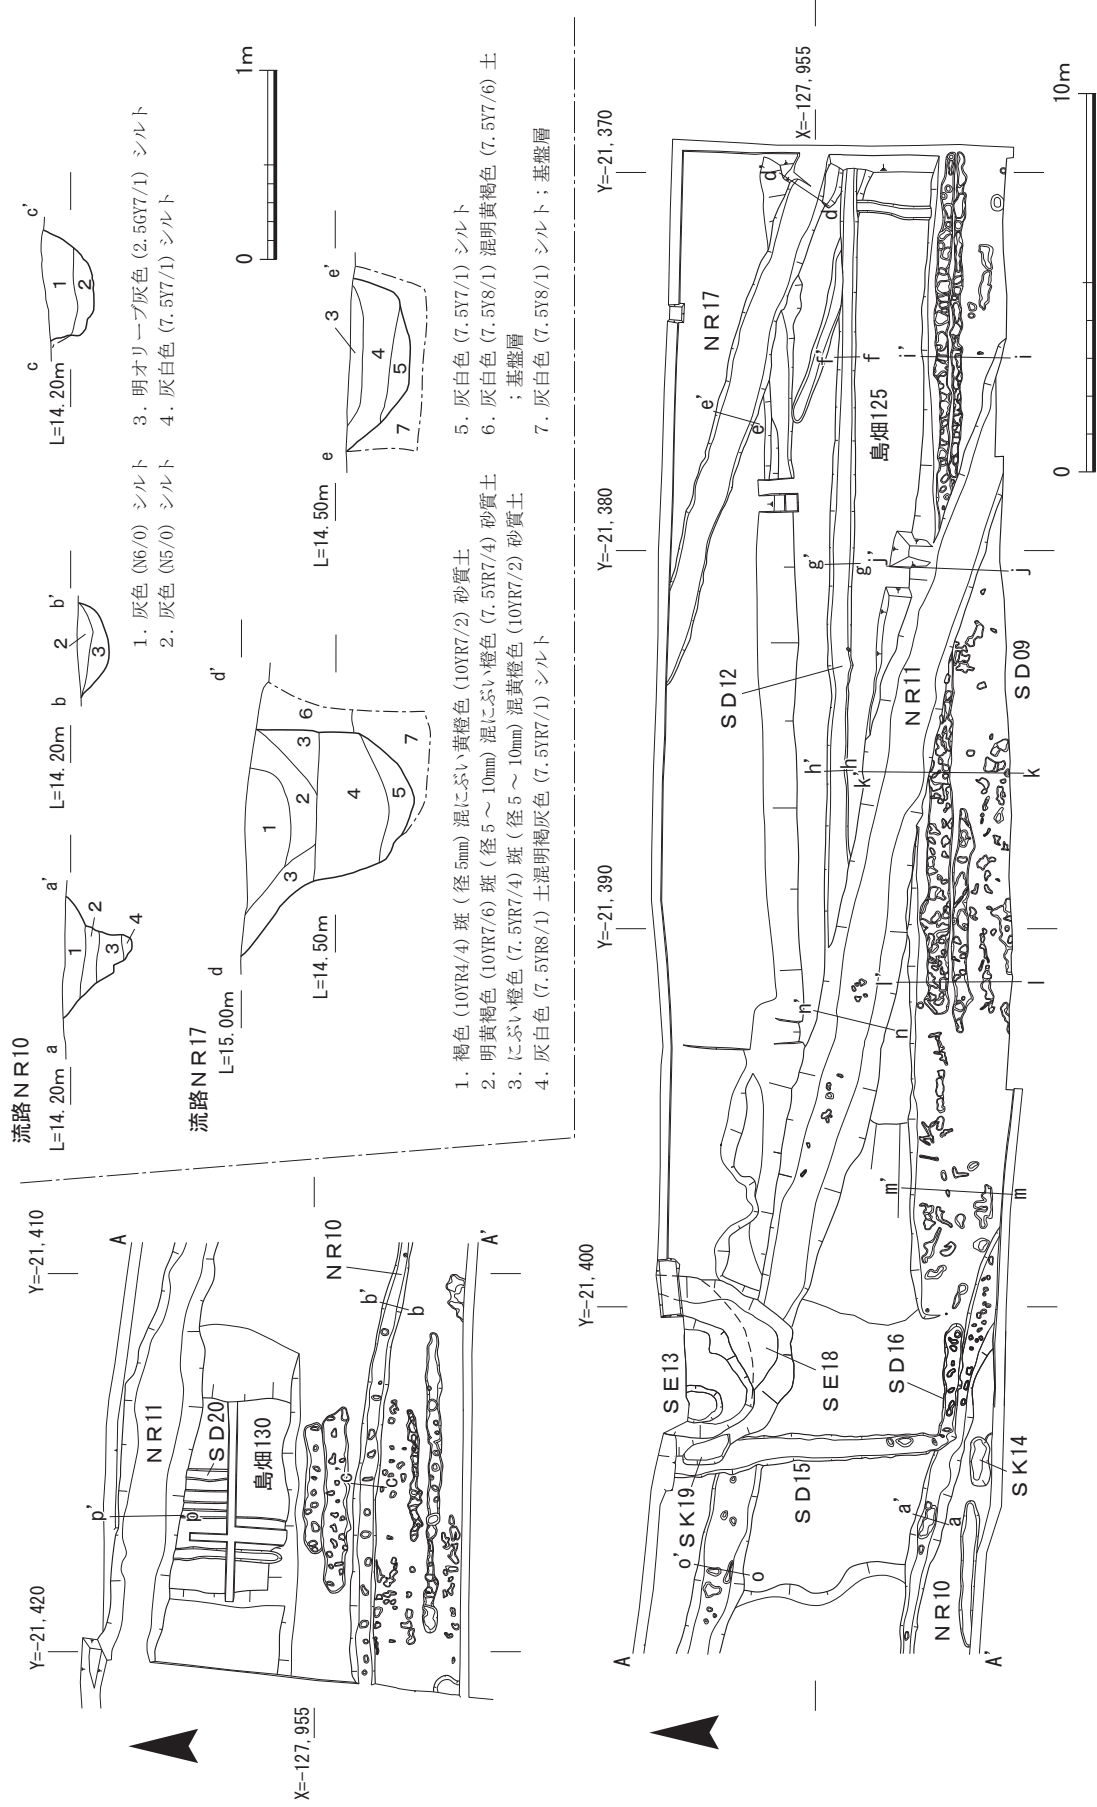 流路NR10
L=14.20m
a
a'
1
2
3
4
L=14.20m
b
b'
2
3
L=14.20m
c
c'
1
2
1．灰色 (N6/0) シルト
2．灰色 (N5/0) シルト
3．明オリーブ灰色 (2.5GY7/1) シルト
4．灰白色 (7.5Y7/1) シルト
流路NR17
L=15.00m
d
d'
L=14.50m
1
2
3
3
4
5
6
7
L=14.50m
e
e'
3
4
5
7
0
1m
1．褐色 (10YR4/4) 斑 (径5mm) 混にぶい黄橙色 (10YR7/2) 砂質土
2．明黄褐色 (10YR7/6) 斑 (径5～10mm) 混にぶい橙色 (7.5YR7/4) 砂質土
3．にぶい橙色 (7.5YR7/4) 斑 (径5～10mm) 混黄橙色 (10YR7/2) 砂質土
4．灰白色 (7.5YR8/1) 土混明褐灰色 (7.5YR7/1) シルト
5．灰白色 (7.5Y7/1) シルト
6．灰白色 (7.5Y8/1) 混明黄褐色 (7.5Y7/6) 土
；基盤層
7．灰白色 (7.5Y8/1) シルト；基盤層
Y=-21,420
Y=-21,410
X=-127,955
A
A'
NR11
SD20
島畑130
NR10
p'
p
c'
c
b'
b
Y=-21,400
Y=-21,390
Y=-21,380
Y=-21,370
X=-127,955
A
A'
SE13
SE18
SK19
SD15
SD16
SK14
NR10
SD12
NR11
SD09
NR17
島畑125
o'
o
a'
a
m'
m
n'
n
l'
l
h'
h
k'
k
g'
g
j'
j
f'
f
i'
i
e'
e
d'
d
0
10m